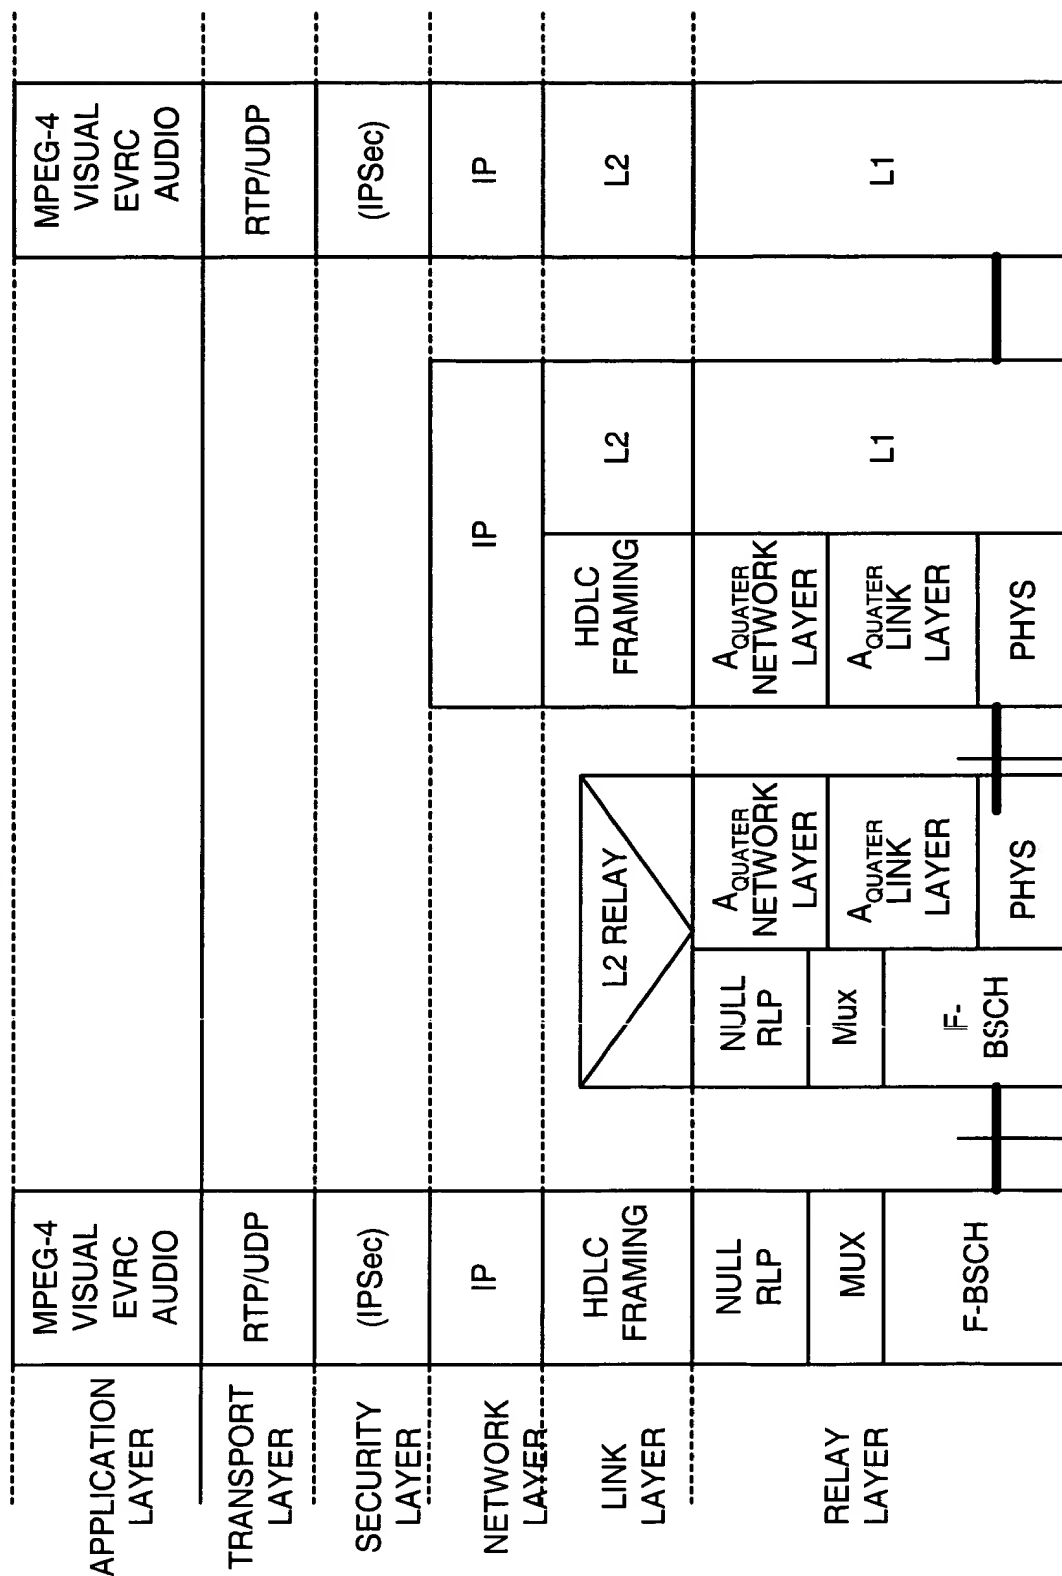 APPLICATION
LAYER
TRANSPORT
LAYER
SECURITY
LAYER
NETWORK
LAYER
LINK
LAYER
RELAY
LAYER
MPEG-4
VISUAL
EVRC
AUDIO
RTP/UDP
(IPSec)
IP
HDLC
FRAMING
NULL
RLP
MUX
F-BSCH
L2 RELAY
NULL
RLP
Mux
F-
BSCH
AQUATER
NETWORK
LAYER
AQUATER
LINK
LAYER
PHYS
IP
HDLC
FRAMING
AQUATER
NETWORK
LAYER
AQUATER
LINK
LAYER
PHYS
L2
L1
MPEG-4
VISUAL
EVRC
AUDIO
RTP/UDP
(IPSec)
IP
L2
L1